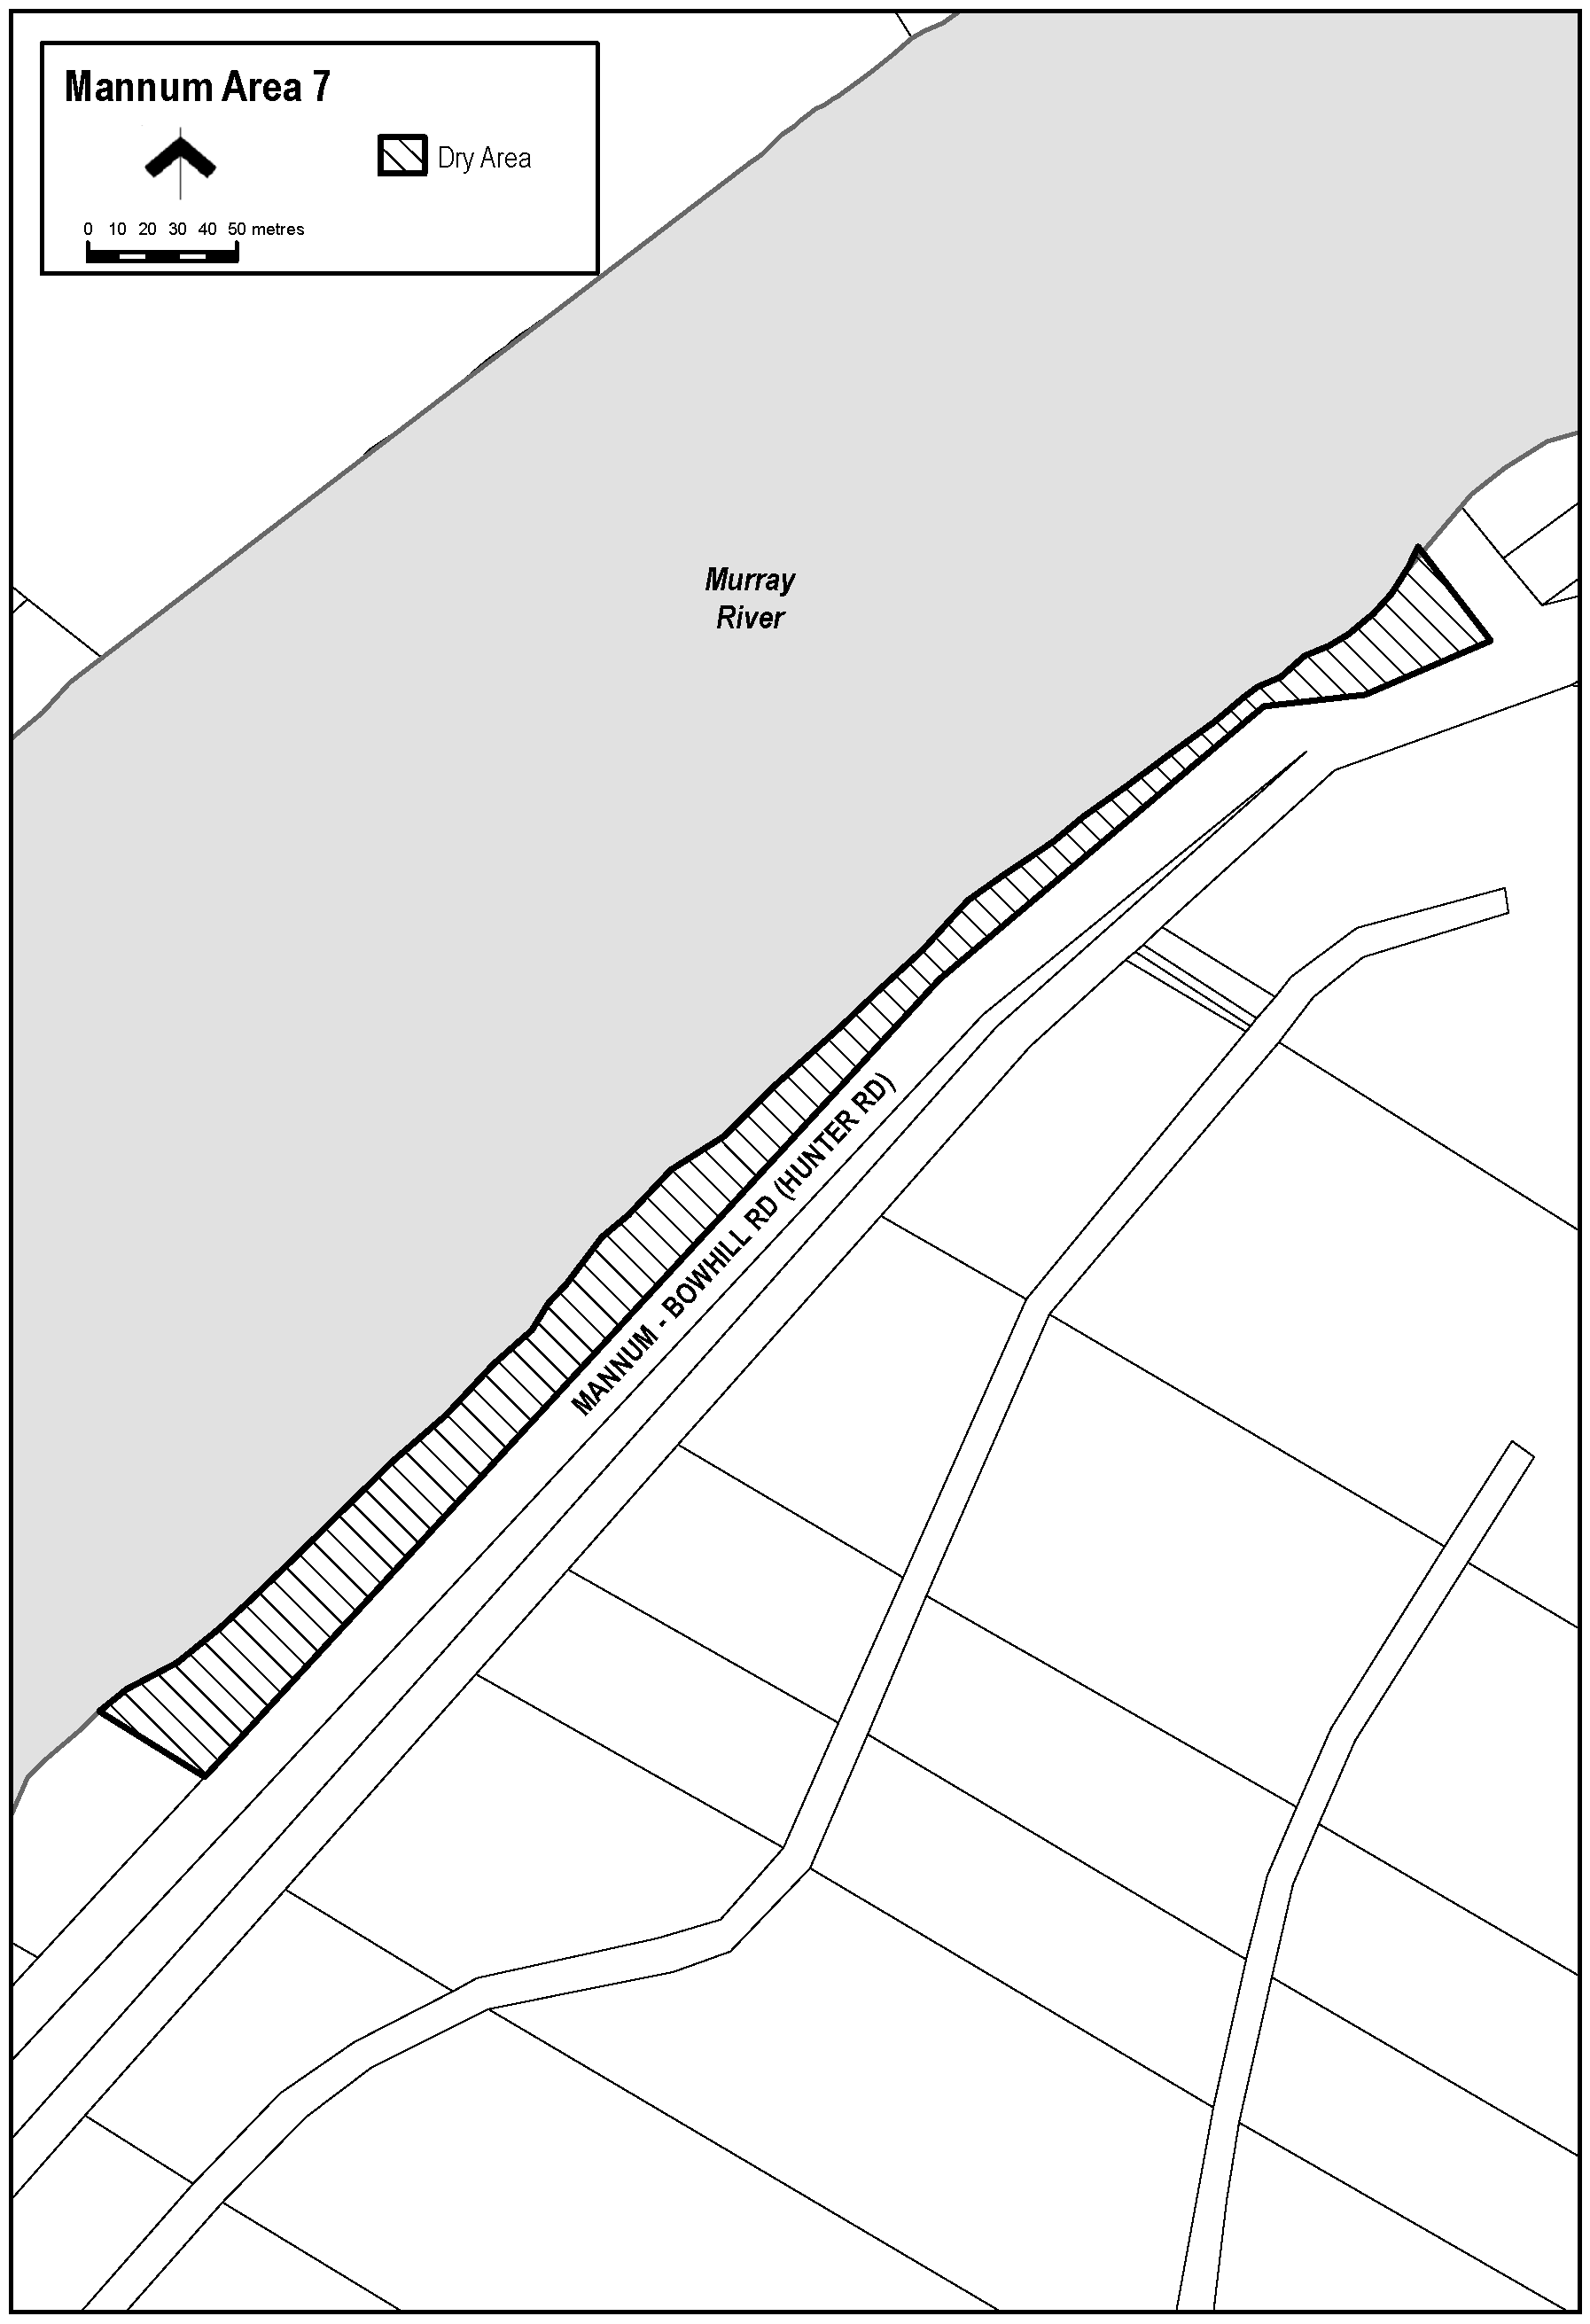 Mannum Area 7
Dry Area
0 10 20 30 40 50 metres
Murray
River
MANNUM - BOWHILL RD (HUNTER RD)